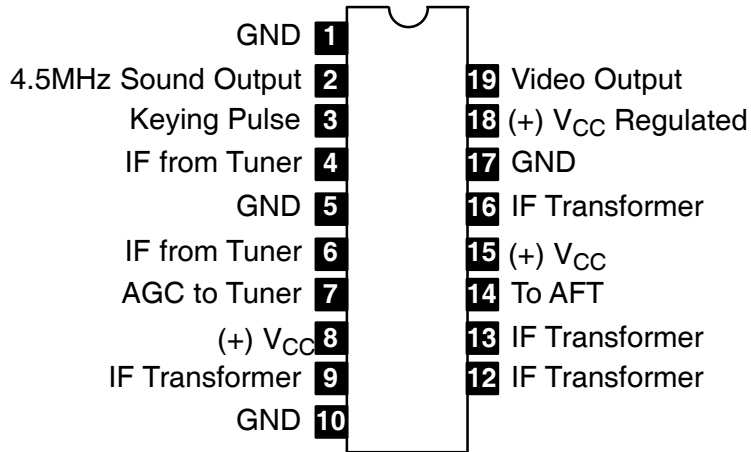 GND 1
4.5MHz Sound Output 2
Keying Pulse 3
IF from Tuner 4
GND 5
IF from Tuner 6
AGC to Tuner 7
(+) VCC 8
IF Transformer 9
GND 10
19 Video Output
18 (+) VCC Regulated
17 GND
16 IF Transformer
15 (+) VCC
14 To AFT
13 IF Transformer
12 IF Transformer